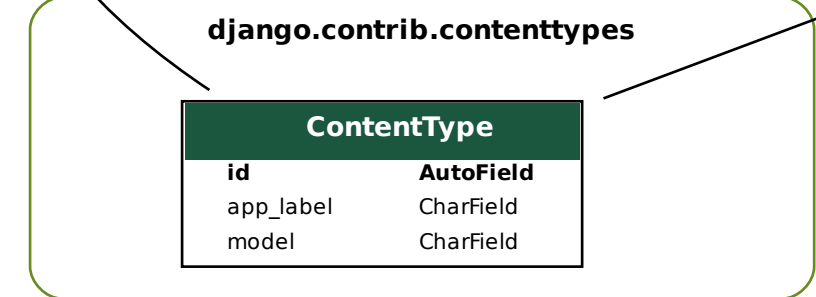 django.contrib.contenttypes
ContentType
id AutoField
app_label CharField
model CharField